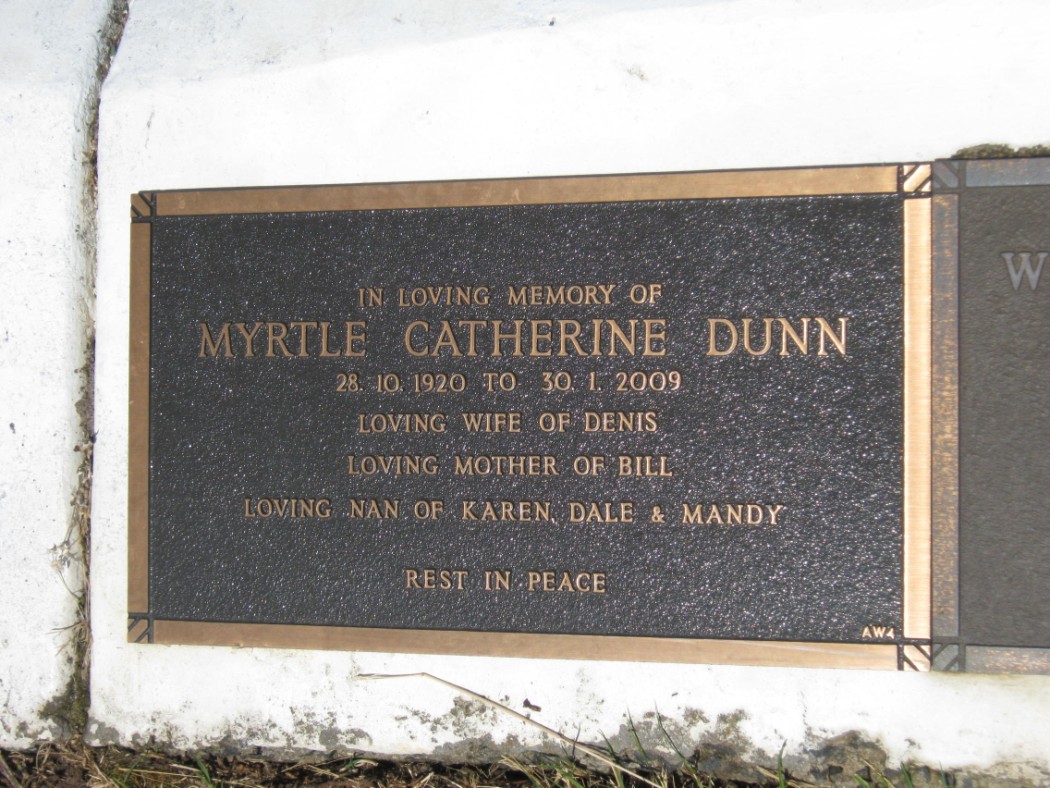 IN LOVING MEMORY OF
MYRTLE CATHERINE DUNN
28. 10. 1920 TO 30. 1. 2009
LOVING WIFE OF DENIS
LOVING MOTHER OF BILL
LOVING NAN OF KAREN, DALE & MANDY
REST IN PEACE
AW4
W